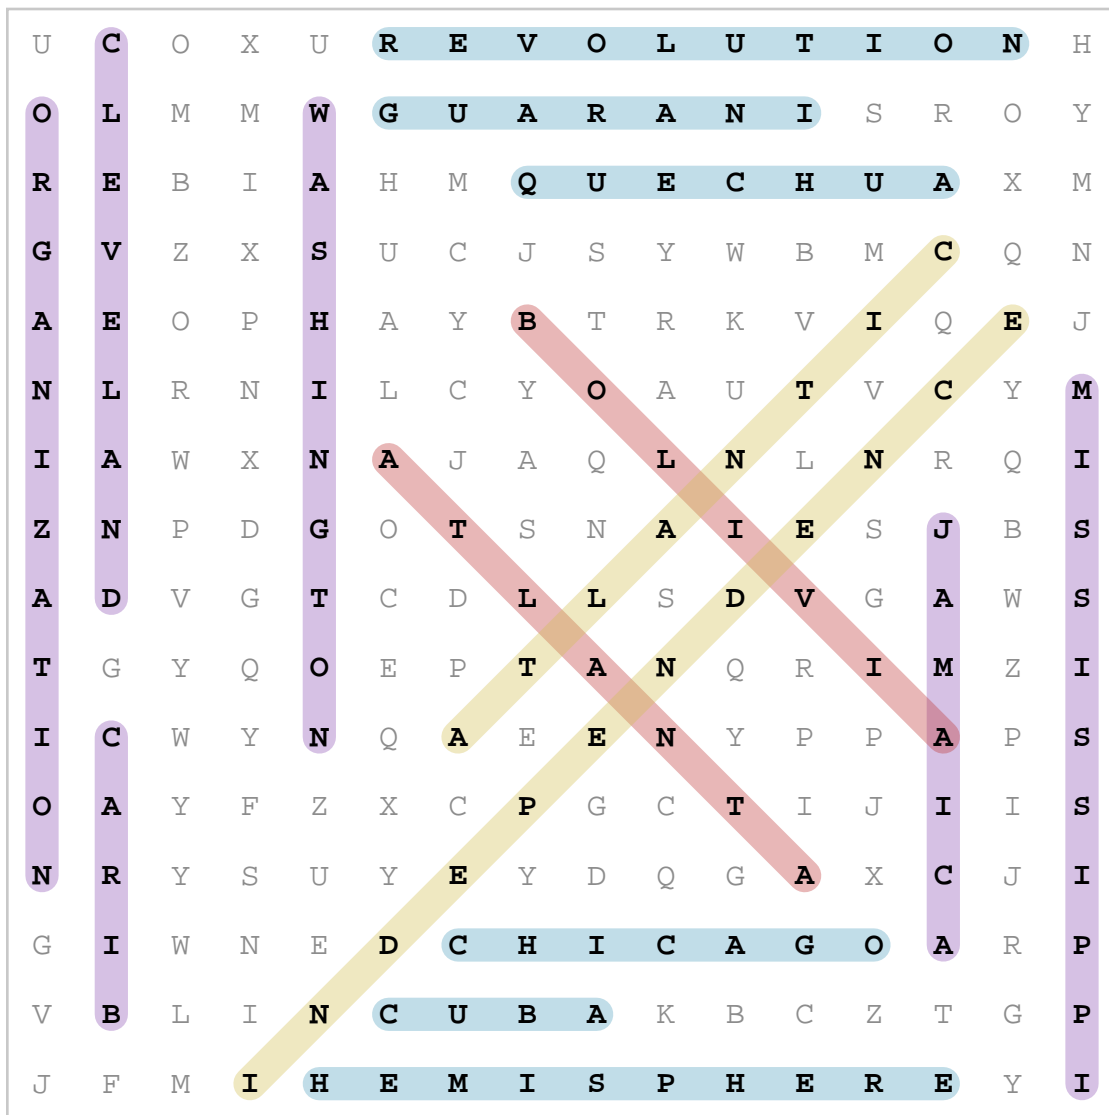 U C O X U R E V O L U T I O N H
O L M M W G U A R A N I S R O Y
R E B I A H M Q U E C H U A X M
G V Z X S U C J S Y W B M C Q N
A E O P H A Y B T R K V I Q E J
N L R N I L C Y O A U T V C Y M
I A W X N A J A Q L N L N R Q I
Z N P D G O T S N A I E S J B S
A D V G T C D L L S D V G A W S
T G Y Q O E P T A N Q R I M Z I
I C W Y N Q A E E N Y P P A P S
O A Y F Z X C P G C T I J I I S
N R Y S U Y E Y D Q G A X C J I
G I W N E D C H I C A G O A R P
V B L I N C U B A K B C Z T G P
J F M I H E M I S P H E R E Y I